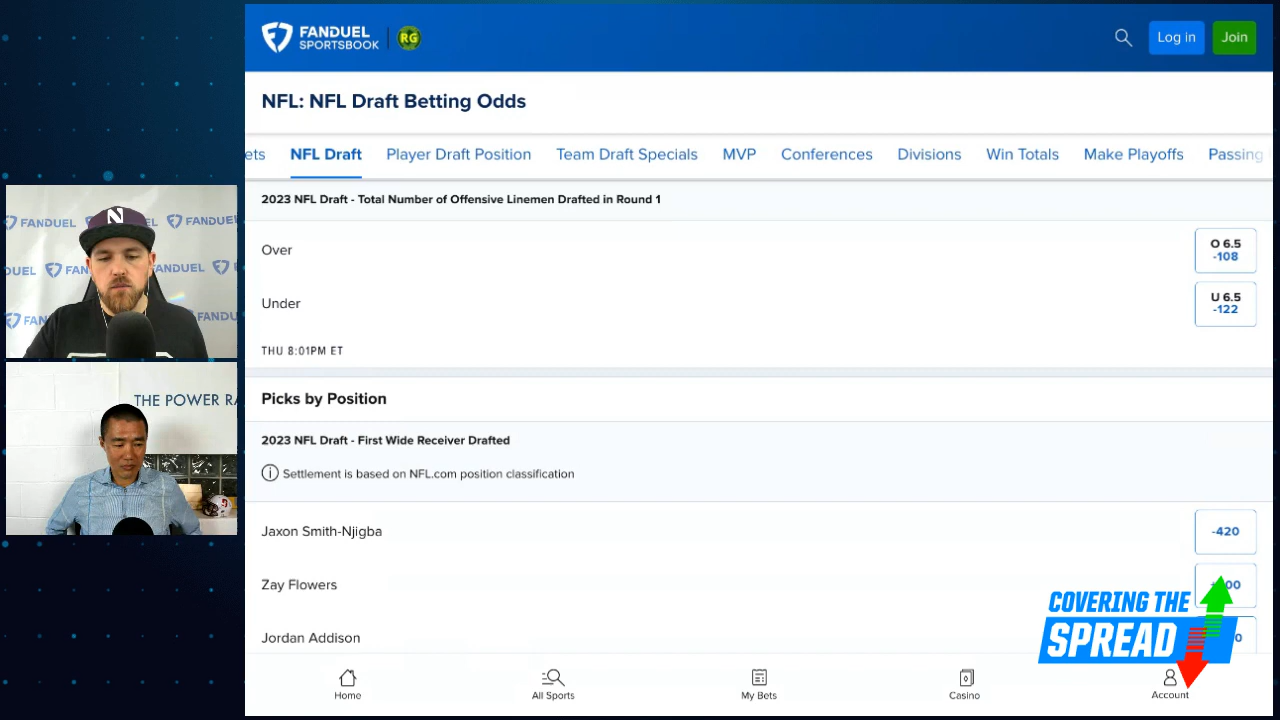 FANDUEL
SPORTSBOOK
RG
Log in
Join
NFL: NFL Draft Betting Odds
ets
NFL Draft
Player Draft Position
Team Draft Specials
MVP
Conferences
Divisions
Win Totals
Make Playoffs
Passing
2023 NFL Draft - Total Number of Offensive Linemen Drafted in Round 1
Over
O 6.5
-108
Under
U 6.5
-122
THU 8:01PM ET
Picks by Position
2023 NFL Draft - First Wide Receiver Drafted
Settlement is based on NFL.com position classification
Jaxon Smith-Njigba
-420
Zay Flowers
Jordan Addison
COVERING THE
SPREAD
Home
All Sports
My Bets
Casino
Account
N
FANDUEL
FANDUEL
THE POWER RA